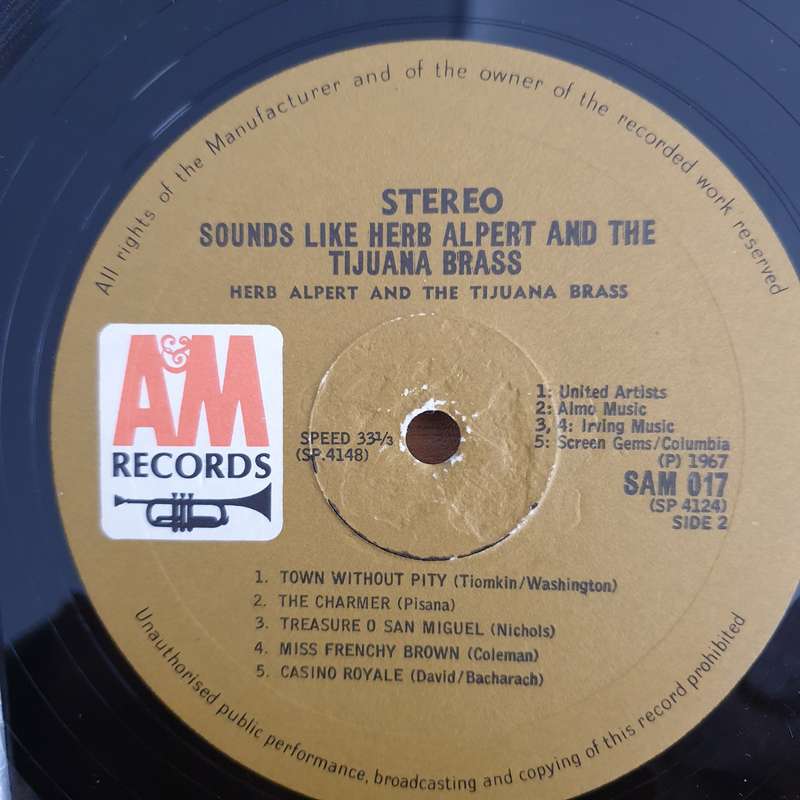 All rights of the Manufacturer and of the owner of the recorded work reserved
STEREO
SOUNDS LIKE HERB ALPERT AND THE
TIJUANA BRASS
HERB ALPERT AND THE TIJUANA BRASS
A&M
RECORDS
SPEED 33⅓
(SP.4148)
1: United Artists
2: Almo Music
3, 4: Irving Music
5: Screen Gems/Columbia
(P) 1967
SAM 017
(SP 4124)
SIDE 2
1. TOWN WITHOUT PITY (Tiomkin/Washington)
2. THE CHARMER (Pisana)
3. TREASURE O SAN MIGUEL (Nichols)
4. MISS FRENCHY BROWN (Coleman)
5. CASINO ROYALE (David/Bacharach)
Unauthorised public performance, broadcasting and copying of this record prohibited